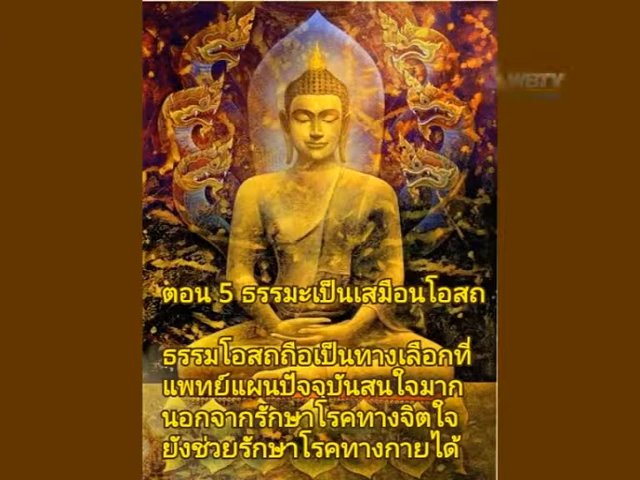 WBTV
ตอน 5 ธรรมะเป็นเสมือนโอสถ
ธรรมโอสถถือเป็นทางเลือกที่
แพทย์แผนปัจจุบันสนใจมาก
นอกจากรักษาโรคทางจิตใจ
ยังช่วยรักษาโรคทางกายได้